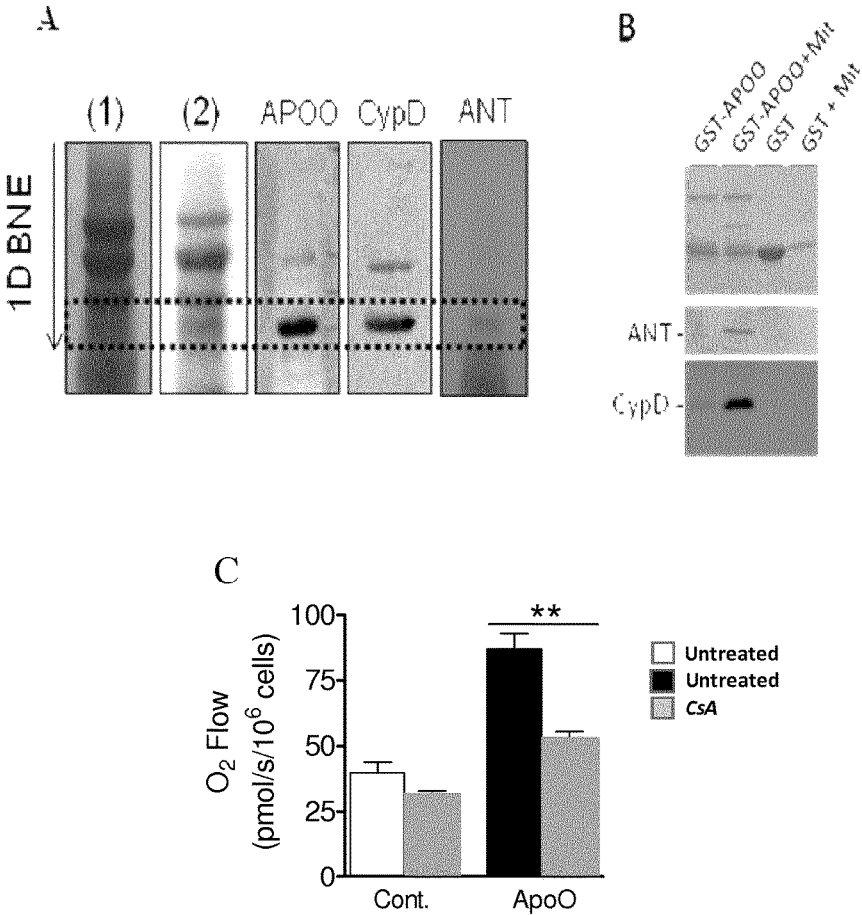 A
(1) (2) APOO CypD ANT
1D BNE
B
GST-APOO
GST-APOO+Mit
GST
GST + Mit
ANT -
CypD -
C
O2 Flow
(pmol/s/10^6 cells)
100
75
50
25
0
**
Cont. ApoO
Untreated
Untreated
CsA